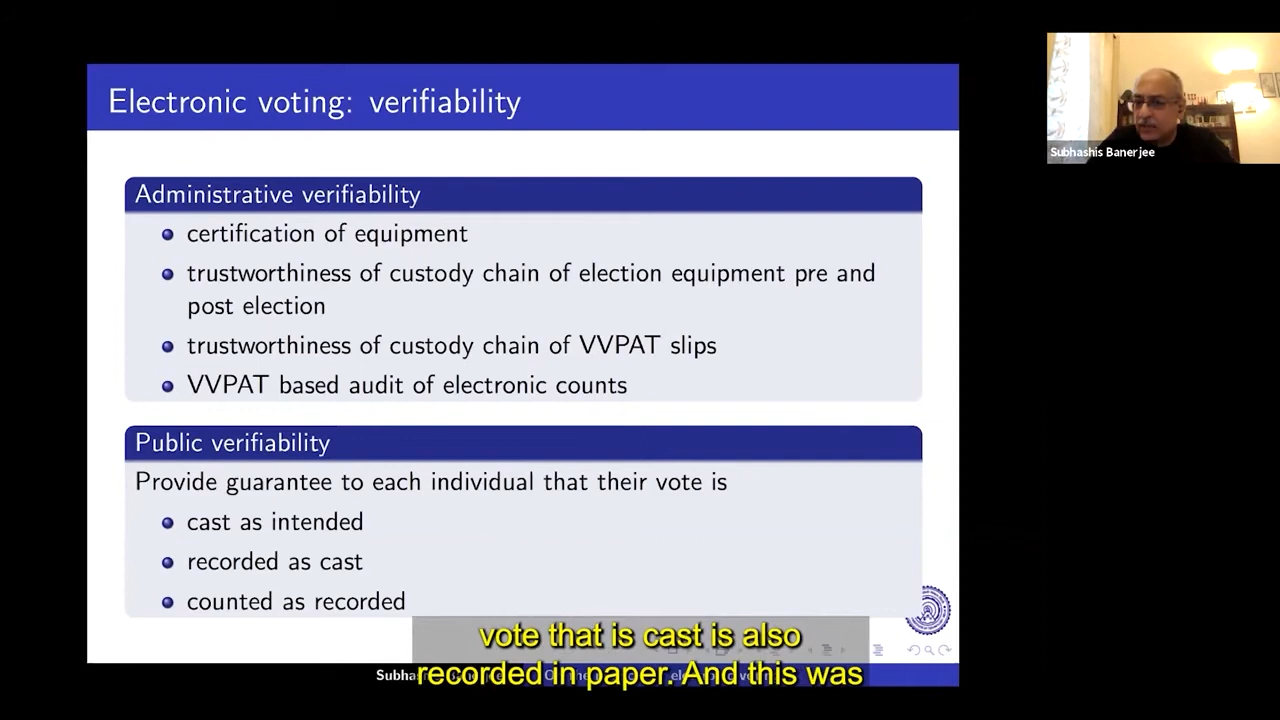 Electronic voting: verifiability
Administrative verifiability
certification of equipment
trustworthiness of custody chain of election equipment pre and
post election
trustworthiness of custody chain of VVPAT slips
VVPAT based audit of electronic counts
Public verifiability
Provide guarantee to each individual that their vote is
cast as intended
recorded as cast
counted as recorded
vote that is cast is also
recorded in paper. And this was
Subhashis Banerjee